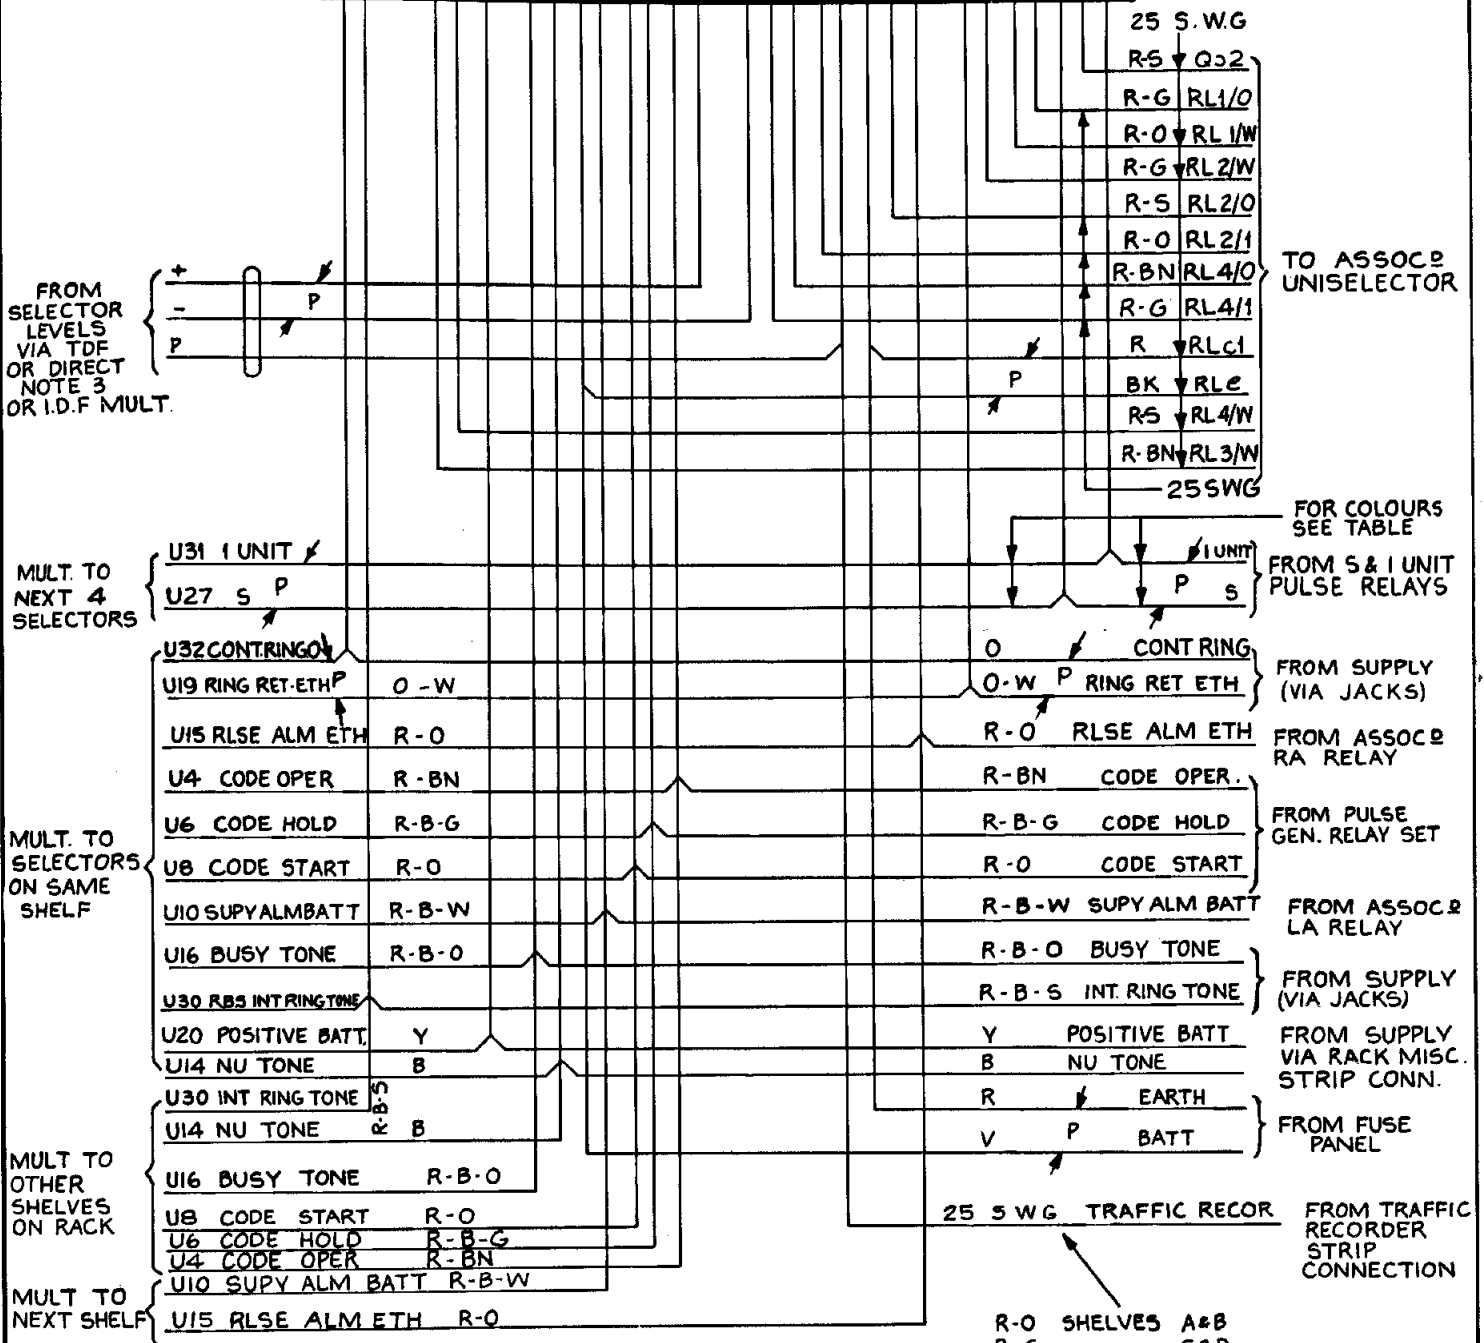 25 S.W.G
R-S QS2
R-G RL1/O
R-O RL1/W
R-G RL2/W
R-S RL2/O
R-O RL2/1
R-BN RL4/O
R-G RL4/1
R RLC1
BK RLe
R-S RL4/W
R-BN RL3/W
25SWG
TO ASSOCD
UNISELECTOR
+
-
P
P
P
FROM
SELECTOR
LEVELS
VIA TDF
OR DIRECT
NOTE 3
OR I.D.F MULT.
FOR COLOURS
SEE TABLE
MULT. TO
NEXT 4
SELECTORS
U31 1 UNIT
U27 S P
1 UNIT
P S
FROM S & 1 UNIT
PULSE RELAYS
MULT. TO
SELECTORS
ON SAME
SHELF
U32 CONT.RING O
O CONT RING
U19 RING RET.ETH P O-W
O-W P RING RET ETH
FROM SUPPLY
(VIA JACKS)
U15 RLSE ALM ETH R-O
R-O RLSE ALM ETH
FROM ASSOCD
RA RELAY
U4 CODE OPER R-BN
R-BN CODE OPER.
U6 CODE HOLD R-B-G
R-B-G CODE HOLD
U8 CODE START R-O
R-O CODE START
FROM PULSE
GEN. RELAY SET
U10 SUPY ALM BATT R-B-W
R-B-W SUPY ALM BATT
FROM ASSOCD
LA RELAY
U16 BUSY TONE R-B-O
R-B-O BUSY TONE
U30 RBS INT RING TONE
R-B-S INT. RING TONE
FROM SUPPLY
(VIA JACKS)
U20 POSITIVE BATT. Y
Y POSITIVE BATT
U14 NU TONE B
B NU TONE
FROM SUPPLY
VIA RACK MISC.
STRIP CONN.
MULT TO
OTHER
SHELVES
ON RACK
U30 INT RING TONE
R-B-S
U14 NU TONE B
U16 BUSY TONE R-B-O
U8 CODE START R-O
U6 CODE HOLD R-B-G
U4 CODE OPER R-BN
R EARTH
P
V BATT
FROM FUSE
PANEL
25 SWG TRAFFIC RECOR
FROM TRAFFIC
RECORDER
STRIP
CONNECTION
MULT TO
NEXT SHELF
U10 SUPY ALM BATT R-B-W
U15 RLSE ALM ETH R-O
R-O SHELVES A&B